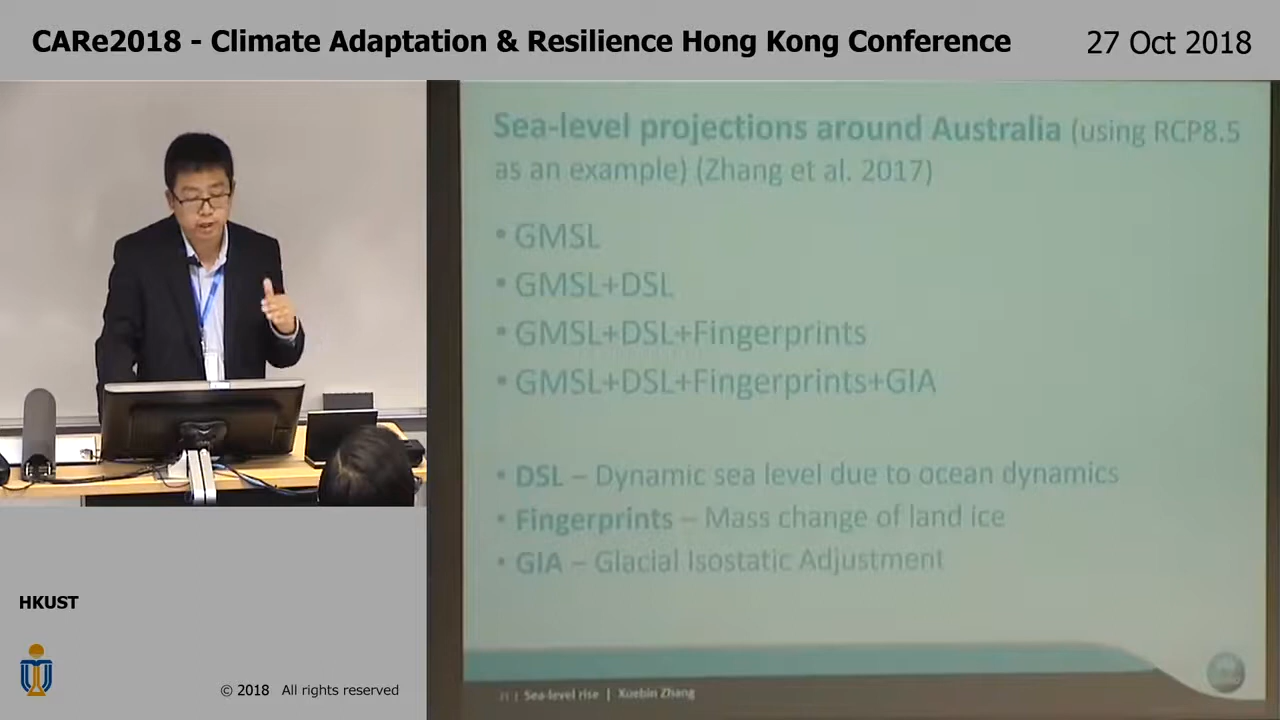 CARe2018 - Climate Adaptation & Resilience Hong Kong Conference
27 Oct 2018
Sea-level projections around Australia (using RCP8.5
as an example) (Zhang et al. 2017)
• GMSL
• GMSL+DSL
• GMSL+DSL+Fingerprints
• GMSL+DSL+Fingerprints+GIA
• DSL – Dynamic sea level due to ocean dynamics
• Fingerprints – Mass change of land ice
• GIA – Glacial Isostatic Adjustment
| Sea-level rise | Xuebin Zhang
HKUST
© 2018 All rights reserved